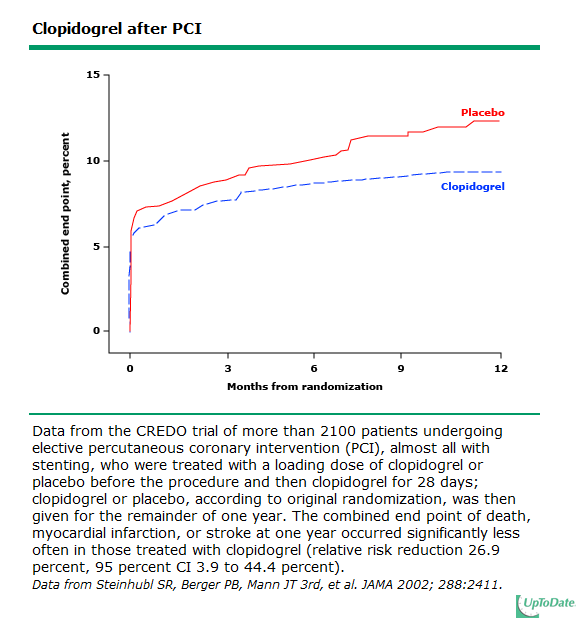 Clopidogrel after PCI
15
Placebo
10
Clopidogrel
5
0
Combined end point, percent
0 3 6 9 12
Months from randomization
Data from the CREDO trial of more than 2100 patients undergoing
elective percutaneous coronary intervention (PCI), almost all with
stenting, who were treated with a loading dose of clopidogrel or
placebo before the procedure and then clopidogrel for 28 days;
clopidogrel or placebo, according to original randomization, was then
given for the remainder of one year. The combined end point of death,
myocardial infarction, or stroke at one year occurred significantly less
often in those treated with clopidogrel (relative risk reduction 26.9
percent, 95 percent CI 3.9 to 44.4 percent).
Data from Steinhubl SR, Berger PB, Mann JT 3rd, et al. JAMA 2002; 288:2411.
UpToDate